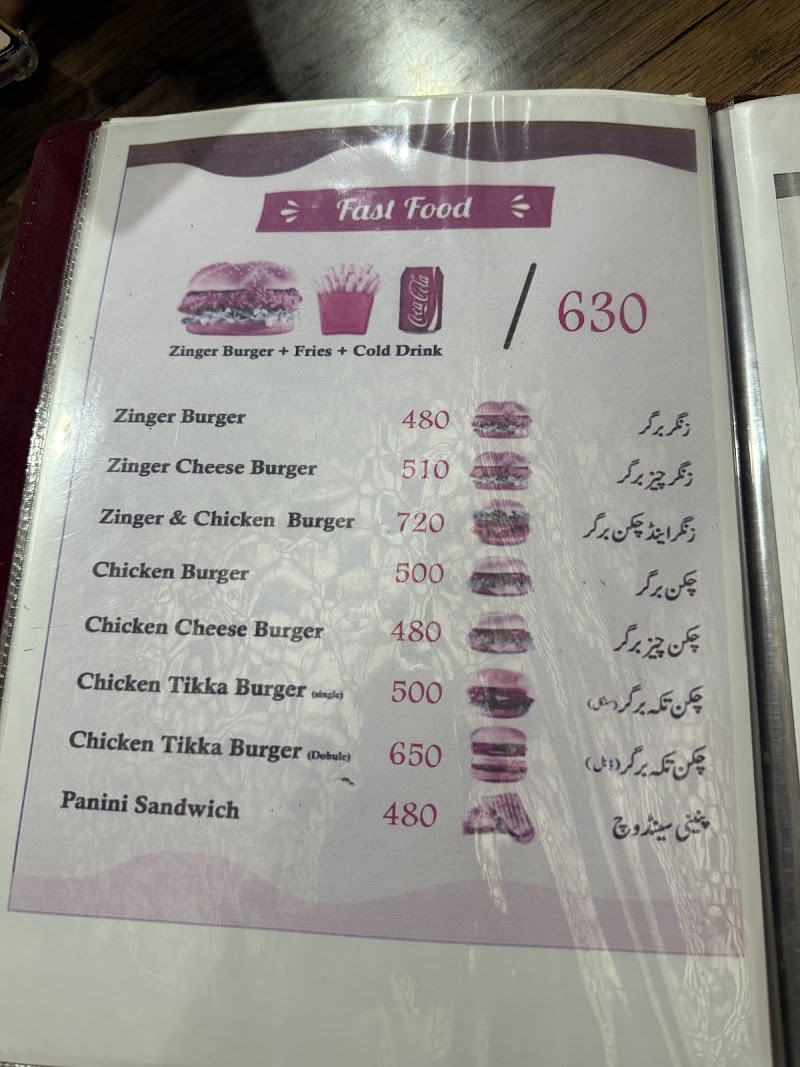 Fast Food
Coca-Cola
Zinger Burger + Fries + Cold Drink / 630
Zinger Burger 480 زنگر برگر
Zinger Cheese Burger 510 زنگر چیز برگر
Zinger & Chicken Burger 720 زنگر اینڈ چکن برگر
Chicken Burger 500 چکن برگر
Chicken Cheese Burger 480 چکن چیز برگر
Chicken Tikka Burger (single) 500 چکن تکہ برگر (سنگل)
Chicken Tikka Burger (Dobule) 650 چکن تکہ برگر (ڈبل)
Panini Sandwich 480 پنینی سینڈوچ